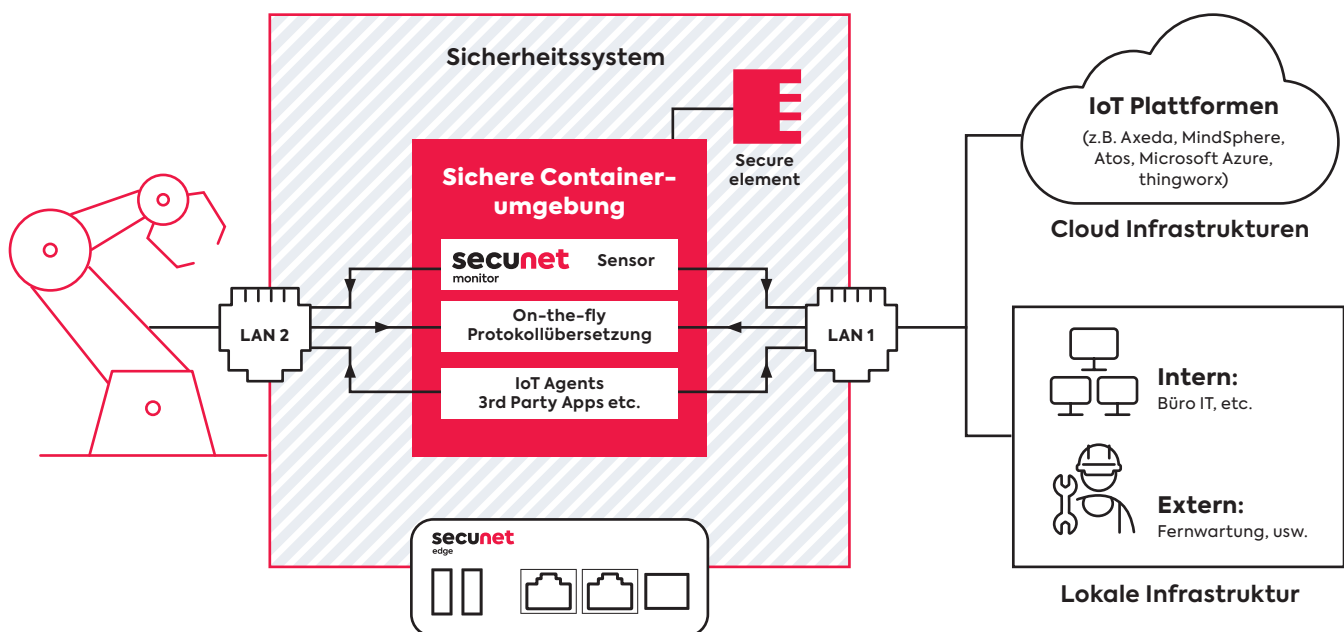 Sicherheitssystem
Secure
element
Sichere Container-
umgebung
secunet Sensor
monitor
On-the-fly
Protokollübersetzung
IoT Agents
3rd Party Apps etc.
LAN 2
LAN 1
IoT Plattformen
(z.B. Axeda, MindSphere,
Atos, Microsoft Azure,
thingworx)
Cloud Infrastrukturen
Intern:
Büro IT, etc.
Extern:
Fernwartung, usw.
Lokale Infrastruktur
secunet
edge